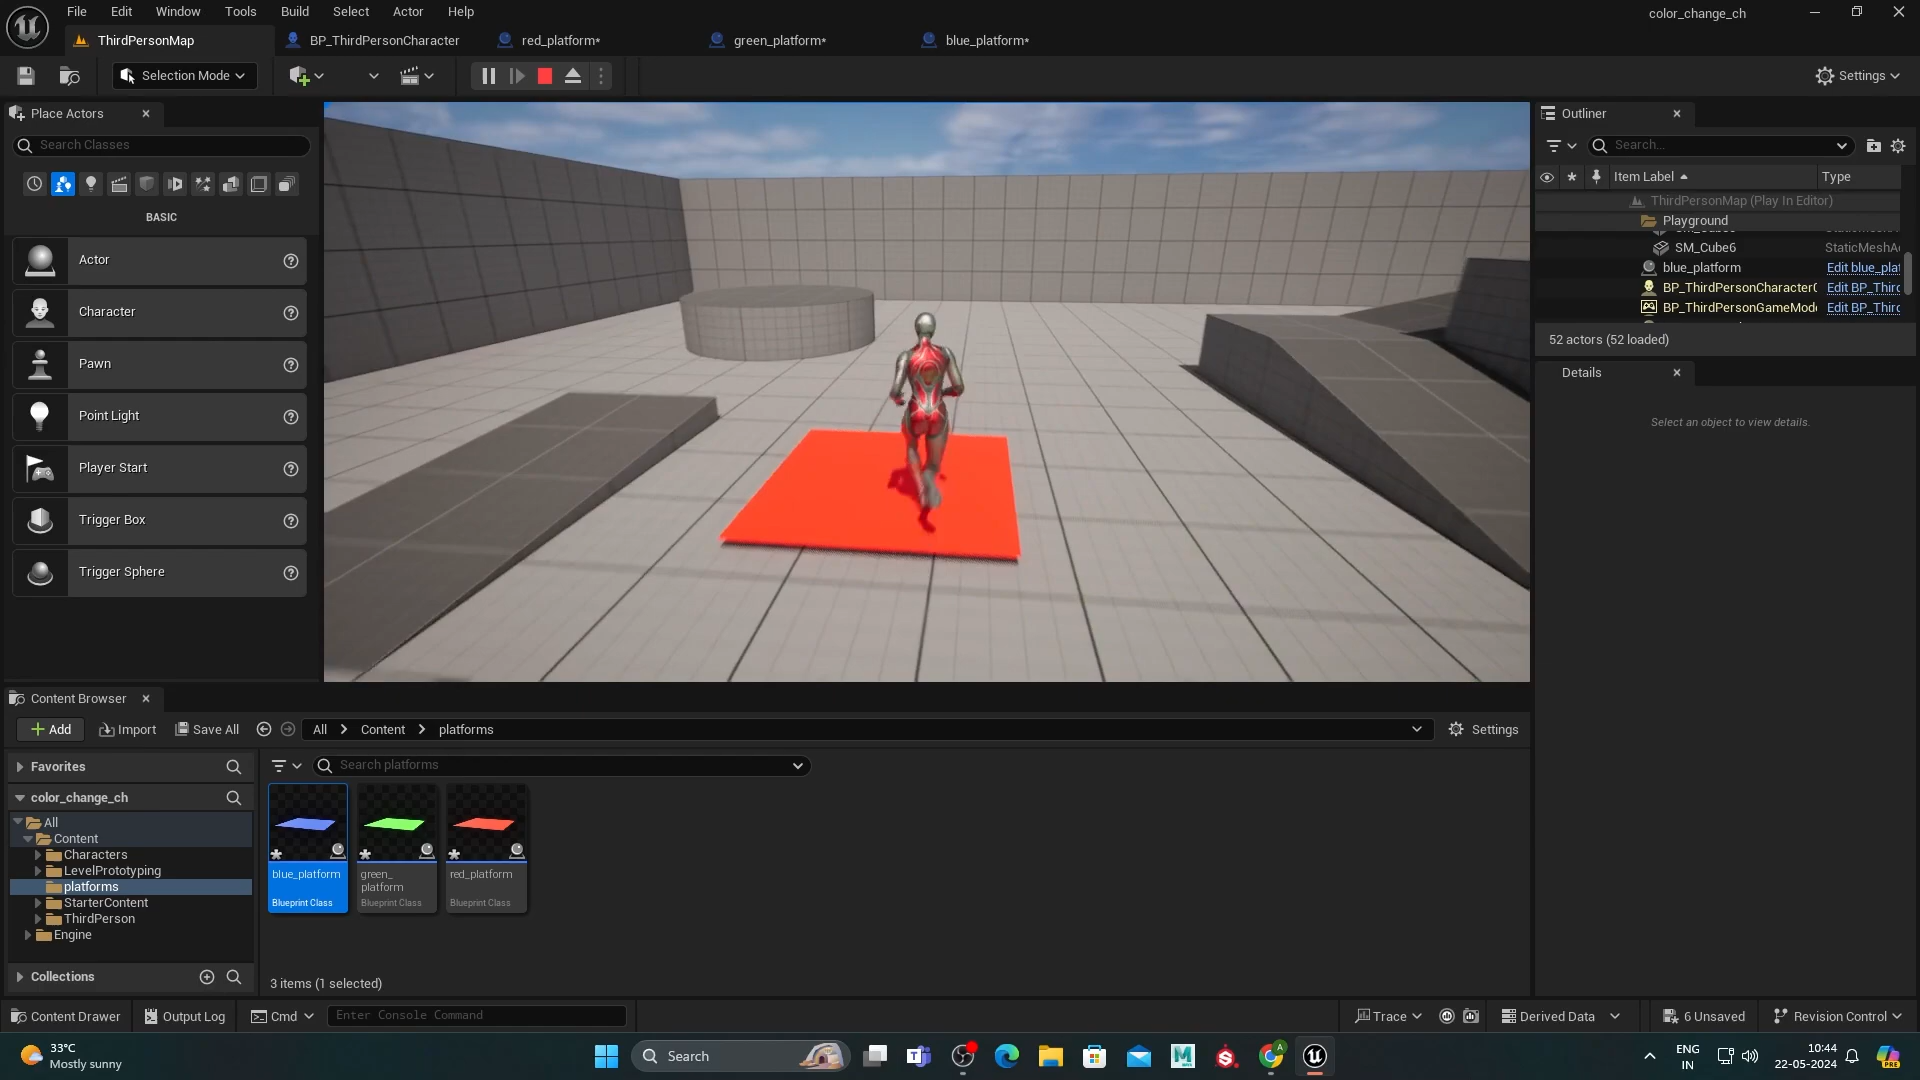 File Edit Window Tools Build Select Actor Help
color_change_ch
ThirdPersonMap
BP_ThirdPersonCharacter
red_platform*
green_platform*
blue_platform*
Selection Mode
Settings
Place Actors
Search Classes
BASIC
Actor
Character
Pawn
Point Light
Player Start
Trigger Box
Trigger Sphere
Outliner
Search...
Item Label Type
ThirdPersonMap (Play In Editor)
Playground
SM_Cube6 StaticMeshA
blue_platform Edit blue_plat
BP_ThirdPersonCharacter Edit BP_Third
BP_ThirdPersonGameMode Edit BP_Third
52 actors (52 loaded)
Details
Select an object to view details.
Content Browser
Add Import Save All All Content platforms Settings
Favorites
Search platforms
color_change_ch
All
Content
Characters
LevelPrototyping
platforms
StarterContent
ThirdPerson
Engine
Collections
blue_platform
Blueprint Class
green_
platform
Blueprint Class
red_platform
Blueprint Class
3 items (1 selected)
Content Drawer Output Log Cmd Enter Console Command Trace Derived Data 6 Unsaved Revision Control
33°C
Mostly sunny
Search
ENG
IN
10:44
22-05-2024
PRE